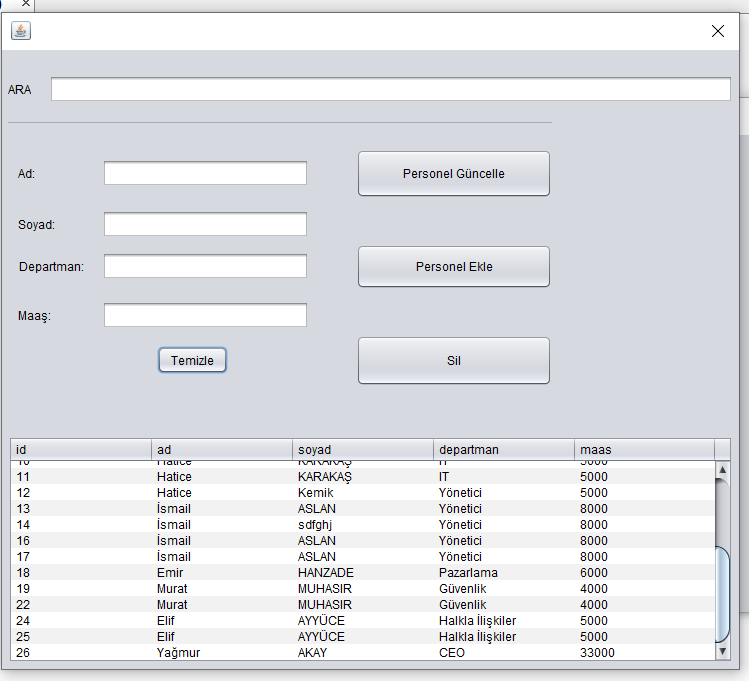 ARA
Ad:
Personel Güncelle
Soyad:
Departman:
Personel Ekle
Maaş:
Temizle
Sil
id ad soyad departman maas
10 Hatice KARAKAŞ IT 5000
11 Hatice KARAKAŞ IT 5000
12 Hatice Kemik Yönetici 5000
13 İsmail ASLAN Yönetici 8000
14 İsmail sdfghj Yönetici 8000
16 İsmail ASLAN Yönetici 8000
17 İsmail ASLAN Yönetici 8000
18 Emir HANZADE Pazarlama 6000
19 Murat MUHASIR Güvenlik 4000
22 Murat MUHASIR Güvenlik 4000
24 Elif AYYÜCE Halkla İlişkiler 5000
25 Elif AYYÜCE Halkla İlişkiler 5000
26 Yağmur AKAY CEO 33000